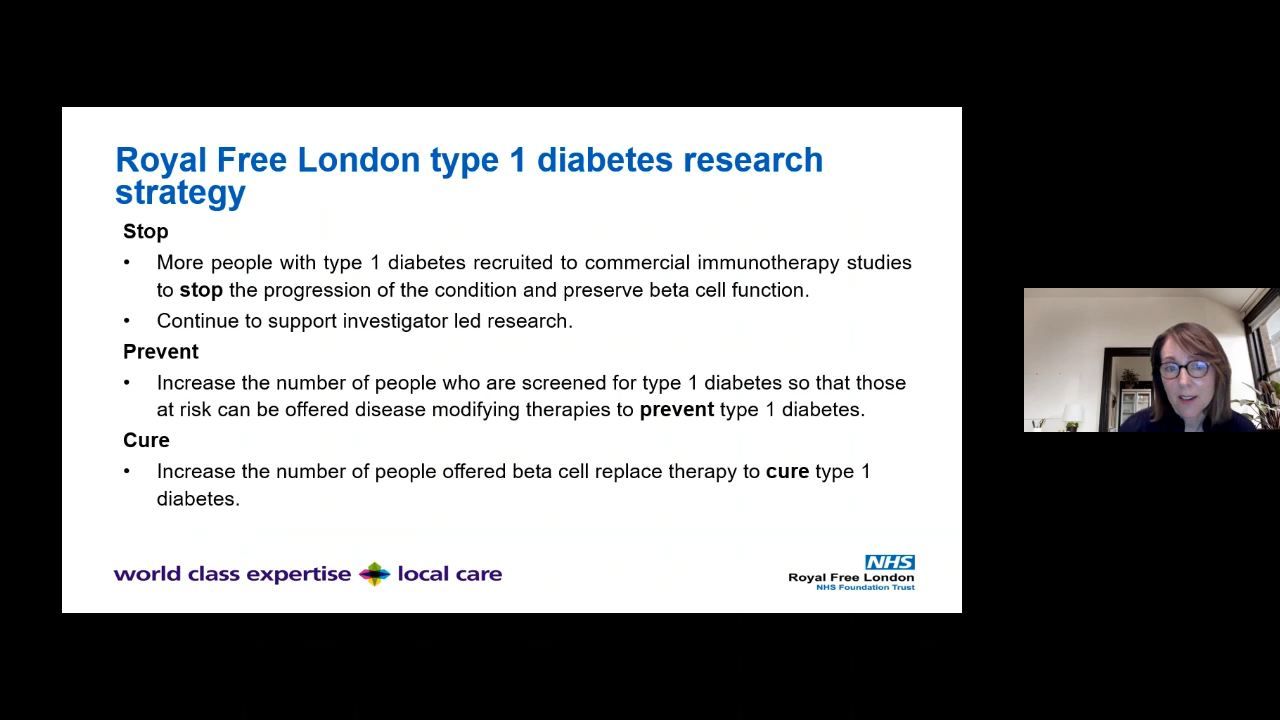 Royal Free London type 1 diabetes research
strategy
Stop
• More people with type 1 diabetes recruited to commercial immunotherapy studies
to stop the progression of the condition and preserve beta cell function.
• Continue to support investigator led research.
Prevent
• Increase the number of people who are screened for type 1 diabetes so that those
at risk can be offered disease modifying therapies to prevent type 1 diabetes.
Cure
• Increase the number of people offered beta cell replace therapy to cure type 1
diabetes.
world class expertise local care
NHS
Royal Free London
NHS Foundation Trust